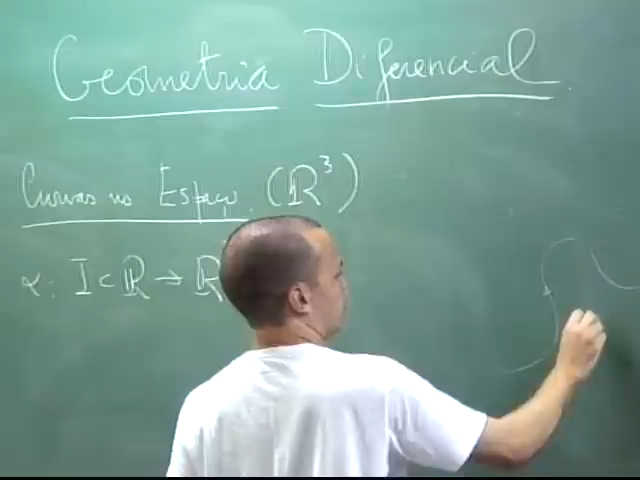 Geometria Diferencial
Curvas no Espaço (ℝ³)
α: I ⊂ ℝ → ℝ